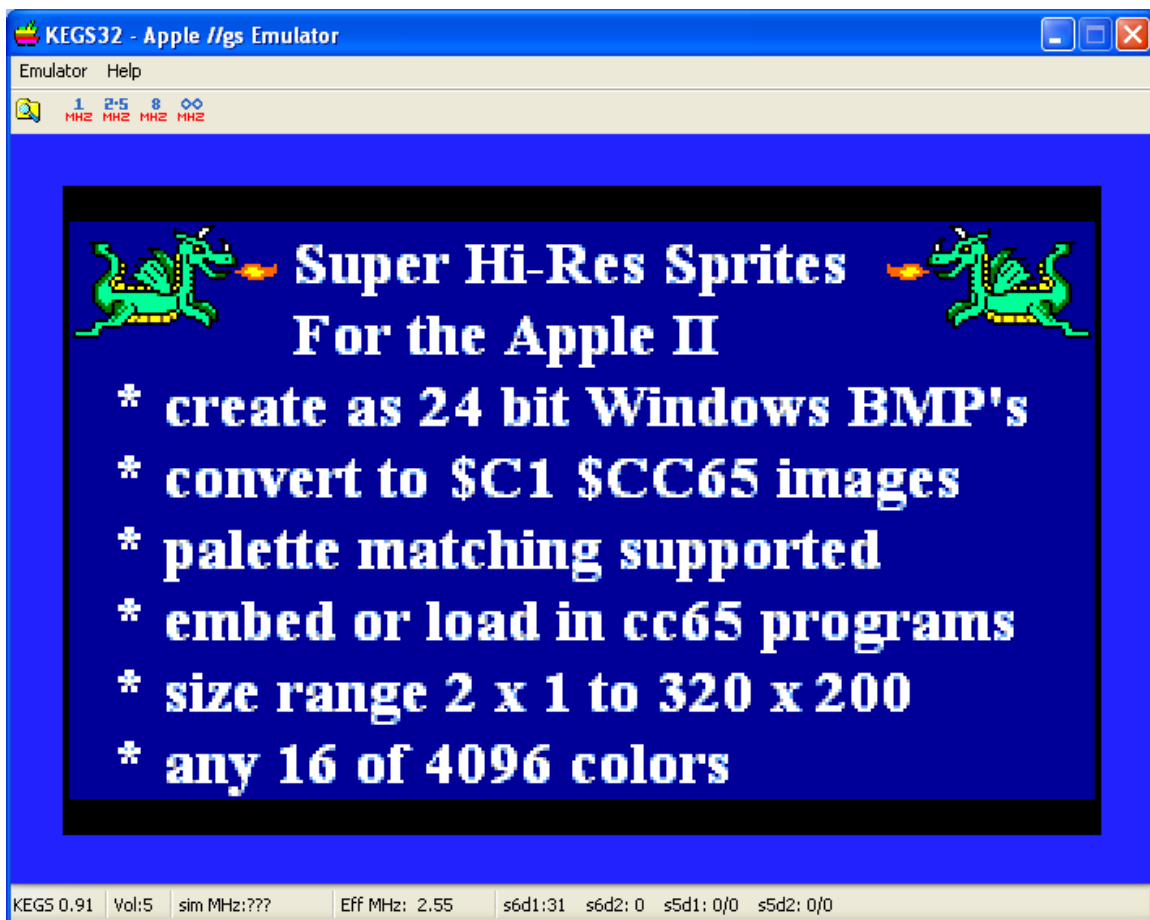 KEGS32 - Apple //gs Emulator
Emulator Help
1 MHZ 2·5 MHZ 8 MHZ ∞ MHZ
Super Hi-Res Sprites
For the Apple II
* create as 24 bit Windows BMP's
* convert to $C1 $CC65 images
* palette matching supported
* embed or load in cc65 programs
* size range 2 x 1 to 320 x 200
* any 16 of 4096 colors
KEGS 0.91 Vol:5 sim MHz:??? Eff MHz: 2.55 s6d1:31 s6d2: 0 s5d1: 0/0 s5d2: 0/0